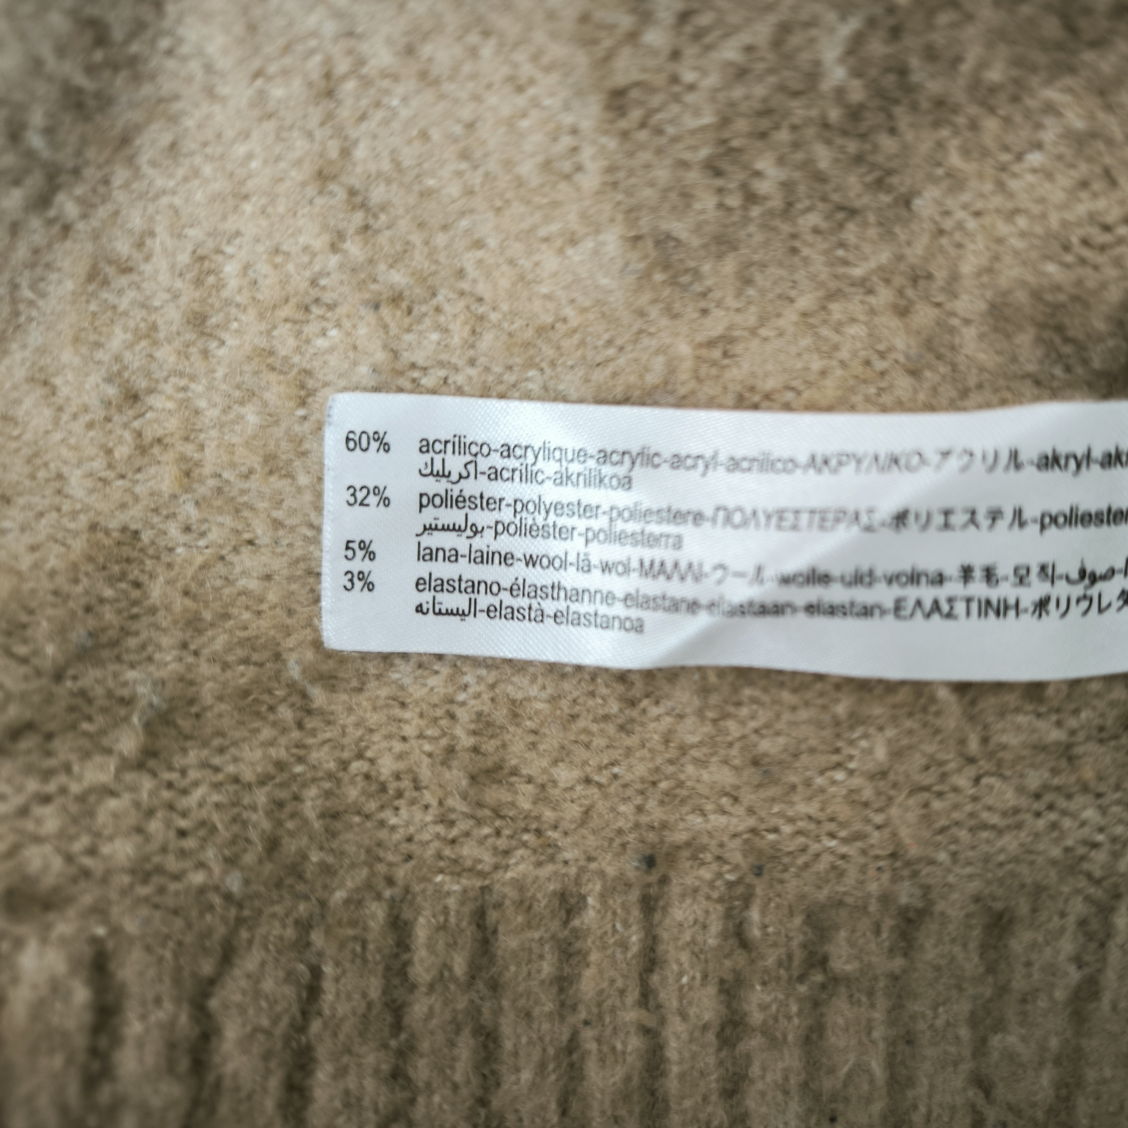 60% acrílico-acrylique-acrylic-acryl-acrilico-ΑΚΡΥΛΙΚΟ-アクリル-akryl-
اكريليك-acrílic-akrilikoa
32% poliéster-polyester-poliestere-ΠΟΛΥΕΣΤΕΡΑΣ-ポリエステル-poliester
بوليستير-polièster-poliesterra
5% lana-laine-wool-lã-wol-ΜΑΛΛΙ-ウール-wolle-uld-volna-羊毛-모직-صوف-
3% elastano-élasthanne-elastane-elastaan-elastan-ΕΛΑΣΤΙΝΗ-ポリウレタ
اليستانه-elastà-elastanoa